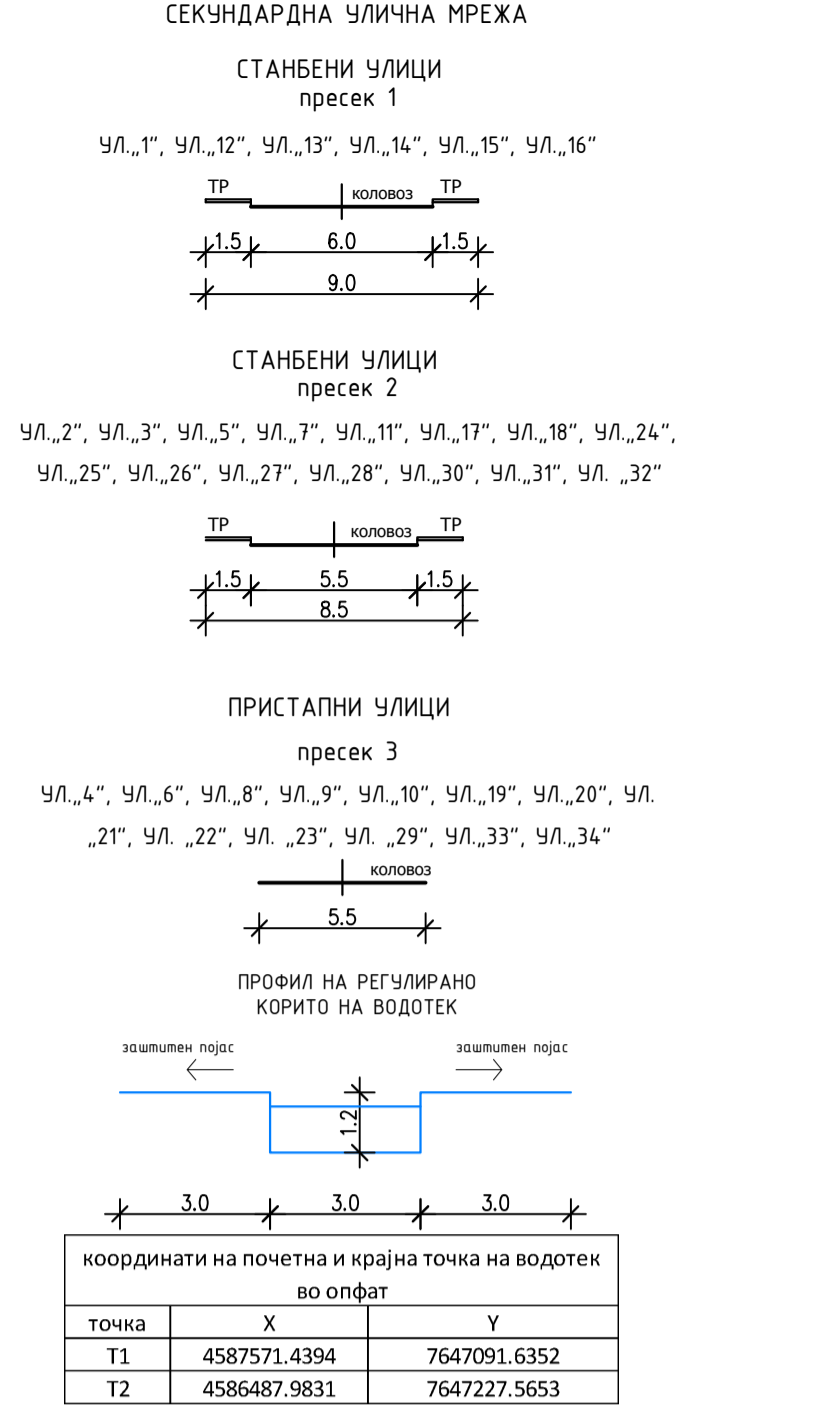 СЕКУНДАРДНА УЛИЧНА МРЕЖА
СТАНБЕНИ УЛИЦИ
пресек 1
УЛ.„1“, УЛ.„12“, УЛ.„13“, УЛ.„14“, УЛ.„15“, УЛ.„16“
ТР коловоз ТР
1.5 6.0 1.5
9.0
СТАНБЕНИ УЛИЦИ
пресек 2
УЛ.„2“, УЛ.„3“, УЛ.„5“, УЛ.„7“, УЛ.„11“, УЛ.„17“, УЛ.„18“, УЛ.„24“,
УЛ.„25“, УЛ.„26“, УЛ.„27“, УЛ.„28“, УЛ.„30“, УЛ.„31“, УЛ. „32“
ТР коловоз ТР
1.5 5.5 1.5
8.5
ПРИСТАПНИ УЛИЦИ
пресек 3
УЛ.„4“, УЛ.„6“, УЛ.„8“, УЛ.„9“, УЛ.„10“, УЛ.„19“, УЛ.„20“, УЛ.
„21“, УЛ. „22“, УЛ. „23“, УЛ. „29“, УЛ.„33“, УЛ.„34“
коловоз
5.5
ПРОФИЛ НА РЕГУЛИРАНО
КОРИТО НА ВОДОТЕК
заштитен појас заштитен појас
1.2
3.0 3.0 3.0
координати на почетна и крајна точка на водотек
во опфат
точка X Y
T1 4587571.4394 7647091.6352
T2 4586487.9831 7647227.5653